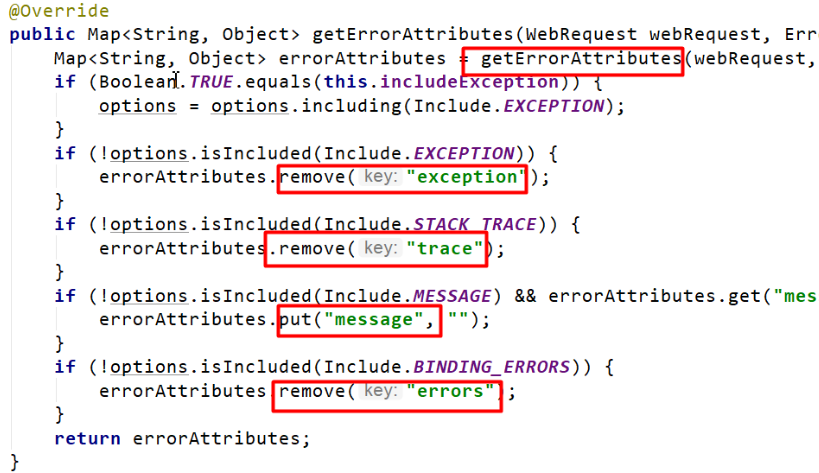 @Override
public Map<String, Object> getErrorAttributes(WebRequest webRequest, Err
Map<String, Object> errorAttributes = getErrorAttributes(webRequest,
if (Boolean.TRUE.equals(this.includeException)) {
options = options.including(Include.EXCEPTION);
}
if (!options.isIncluded(Include.EXCEPTION)) {
errorAttributes.remove( key: "exception");
}
if (!options.isIncluded(Include.STACK_TRACE)) {
errorAttributes.remove( key: "trace");
}
if (!options.isIncluded(Include.MESSAGE) && errorAttributes.get("mes
errorAttributes.put("message", "");
}
if (!options.isIncluded(Include.BINDING_ERRORS)) {
errorAttributes.remove( key: "errors");
}
return errorAttributes;
}